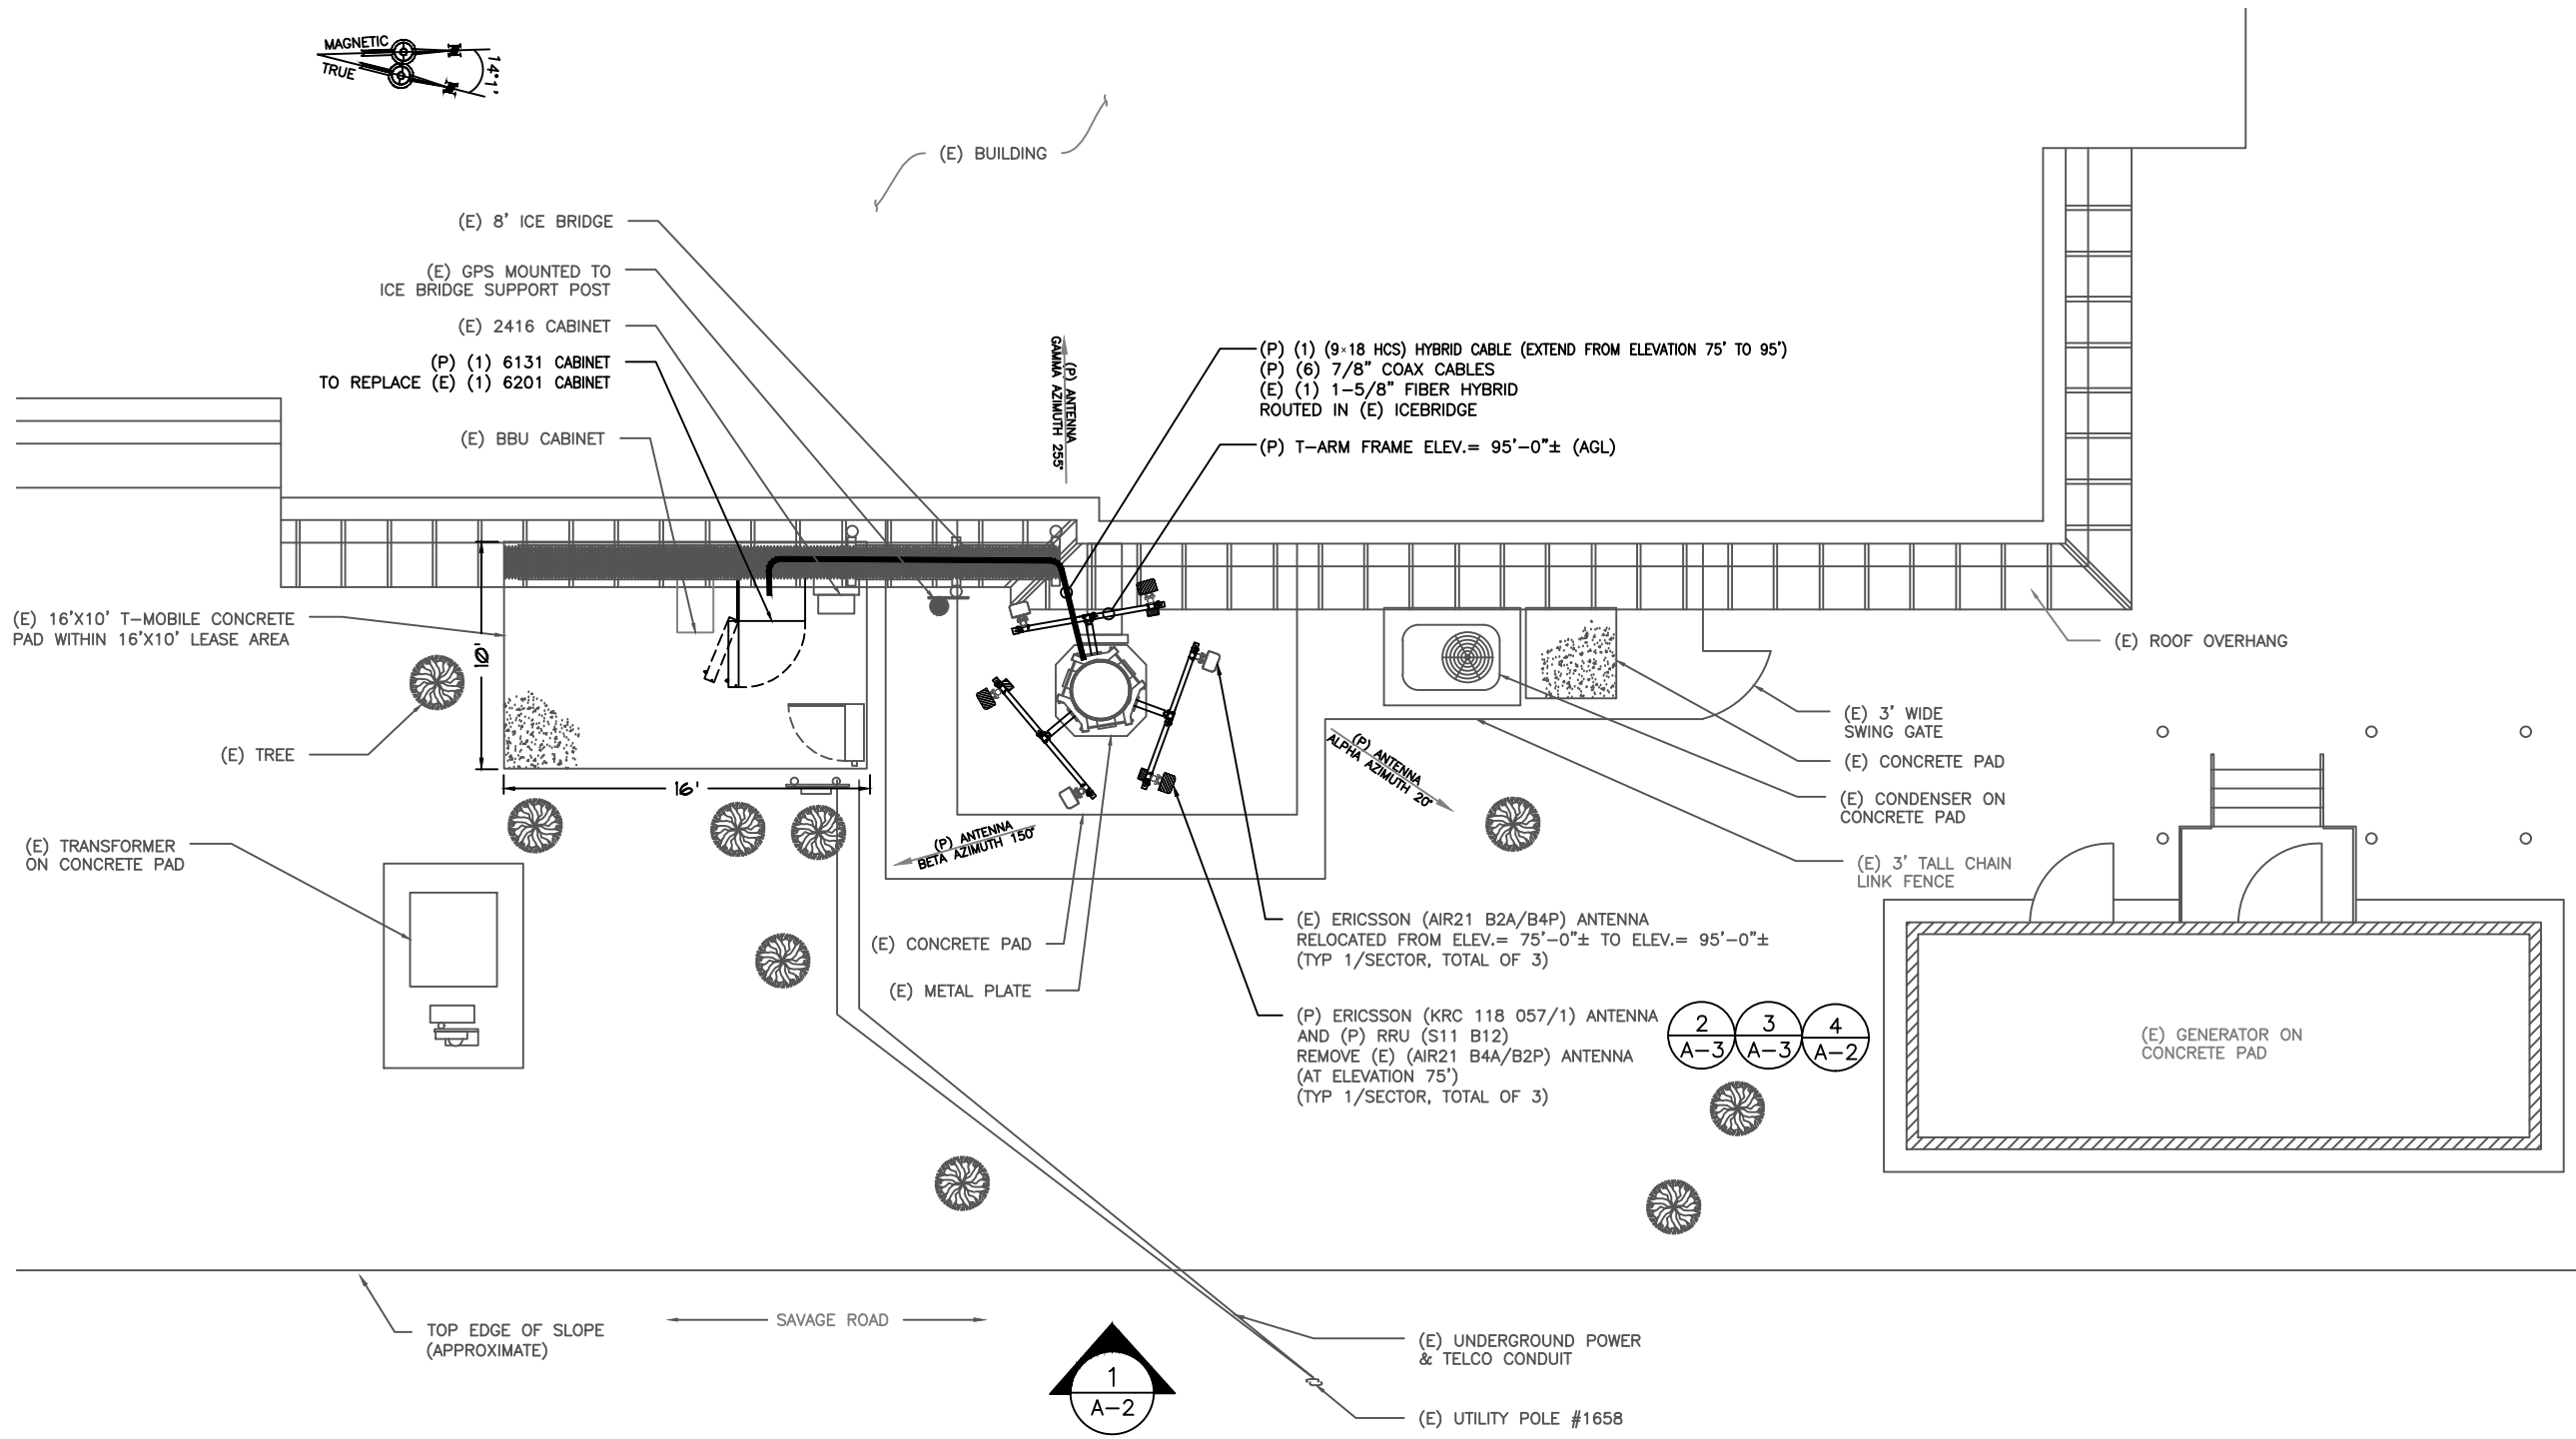 MAGNETIC
TRUE
14°1'
(E) BUILDING
(E) 8' ICE BRIDGE
(E) GPS MOUNTED TO
ICE BRIDGE SUPPORT POST
(E) 2416 CABINET
(P) (1) 6131 CABINET
TO REPLACE (E) (1) 6201 CABINET
(E) BBU CABINET
(P) ANTENNA
GAMMA AZIMUTH 255°
(P) (1) (9×18 HCS) HYBRID CABLE (EXTEND FROM ELEVATION 75' TO 95')
(P) (6) 7/8" COAX CABLES
(E) (1) 1-5/8" FIBER HYBRID
ROUTED IN (E) ICEBRIDGE
(P) T-ARM FRAME ELEV.= 95'-0"± (AGL)
(E) 16'X10' T-MOBILE CONCRETE
PAD WITHIN 16'X10' LEASE AREA
10'
(E) ROOF OVERHANG
(E) TREE
16'
(P) ANTENNA
ALPHA AZIMUTH 20°
(E) 3' WIDE
SWING GATE
(E) CONCRETE PAD
(E) CONDENSER ON
CONCRETE PAD
(P) ANTENNA
BETA AZIMUTH 150°
(E) TRANSFORMER
ON CONCRETE PAD
(E) 3' TALL CHAIN
LINK FENCE
(E) CONCRETE PAD
(E) METAL PLATE
(E) ERICSSON (AIR21 B2A/B4P) ANTENNA
RELOCATED FROM ELEV.= 75'-0"± TO ELEV.= 95'-0"±
(TYP 1/SECTOR, TOTAL OF 3)
(P) ERICSSON (KRC 118 057/1) ANTENNA
AND (P) RRU (S11 B12)
REMOVE (E) (AIR21 B4A/B2P) ANTENNA
(AT ELEVATION 75')
(TYP 1/SECTOR, TOTAL OF 3)
2
A-3
3
A-3
4
A-2
(E) GENERATOR ON
CONCRETE PAD
TOP EDGE OF SLOPE
(APPROXIMATE)
SAVAGE ROAD
1
A-2
(E) UNDERGROUND POWER
& TELCO CONDUIT
(E) UTILITY POLE #1658